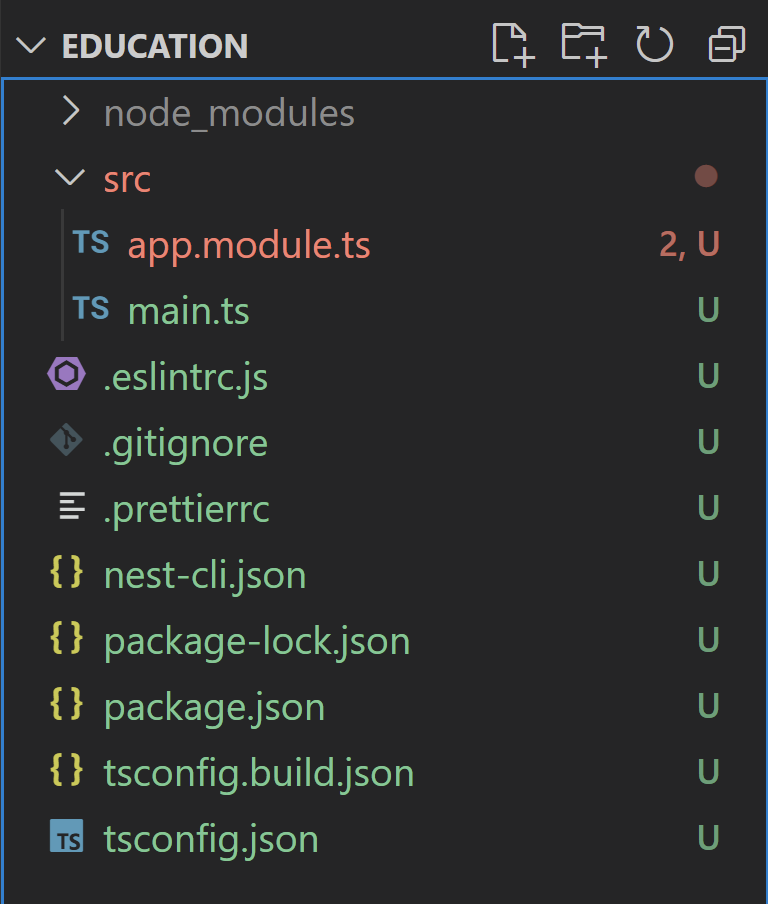 EDUCATION
node_modules
src
TS app.module.ts 2, U
TS main.ts U
.eslintrc.js U
.gitignore U
.prettierrc U
{} nest-cli.json U
{} package-lock.json U
{} package.json U
{} tsconfig.build.json U
TS tsconfig.json U